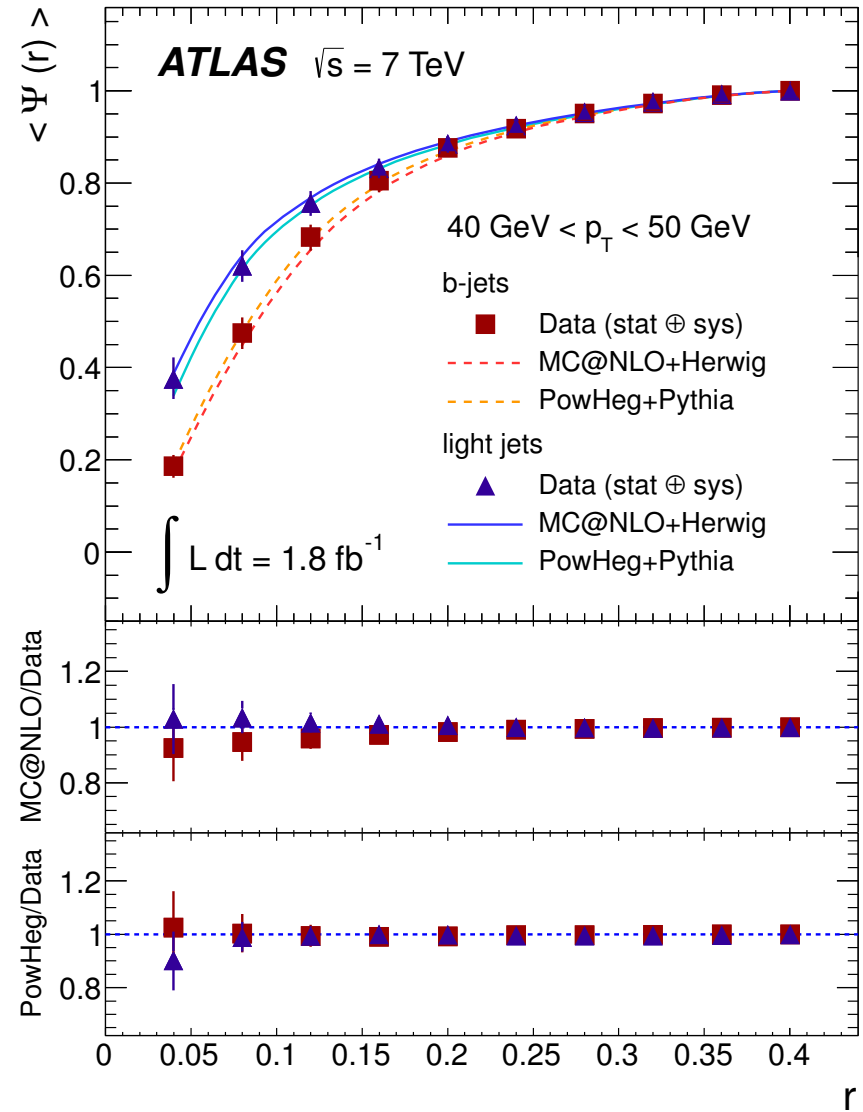 < Ψ (r) >
ATLAS √s = 7 TeV
1
0.8
0.6
0.4
0.2
0
40 GeV < p_T < 50 GeV
b-jets
Data (stat ⊕ sys)
MC@NLO+Herwig
PowHeg+Pythia
light jets
Data (stat ⊕ sys)
MC@NLO+Herwig
PowHeg+Pythia
∫ L dt = 1.8 fb⁻¹
MC@NLO/Data
1.2
1
0.8
PowHeg/Data
1.2
1
0.8
0 0.05 0.1 0.15 0.2 0.25 0.3 0.35 0.4
r